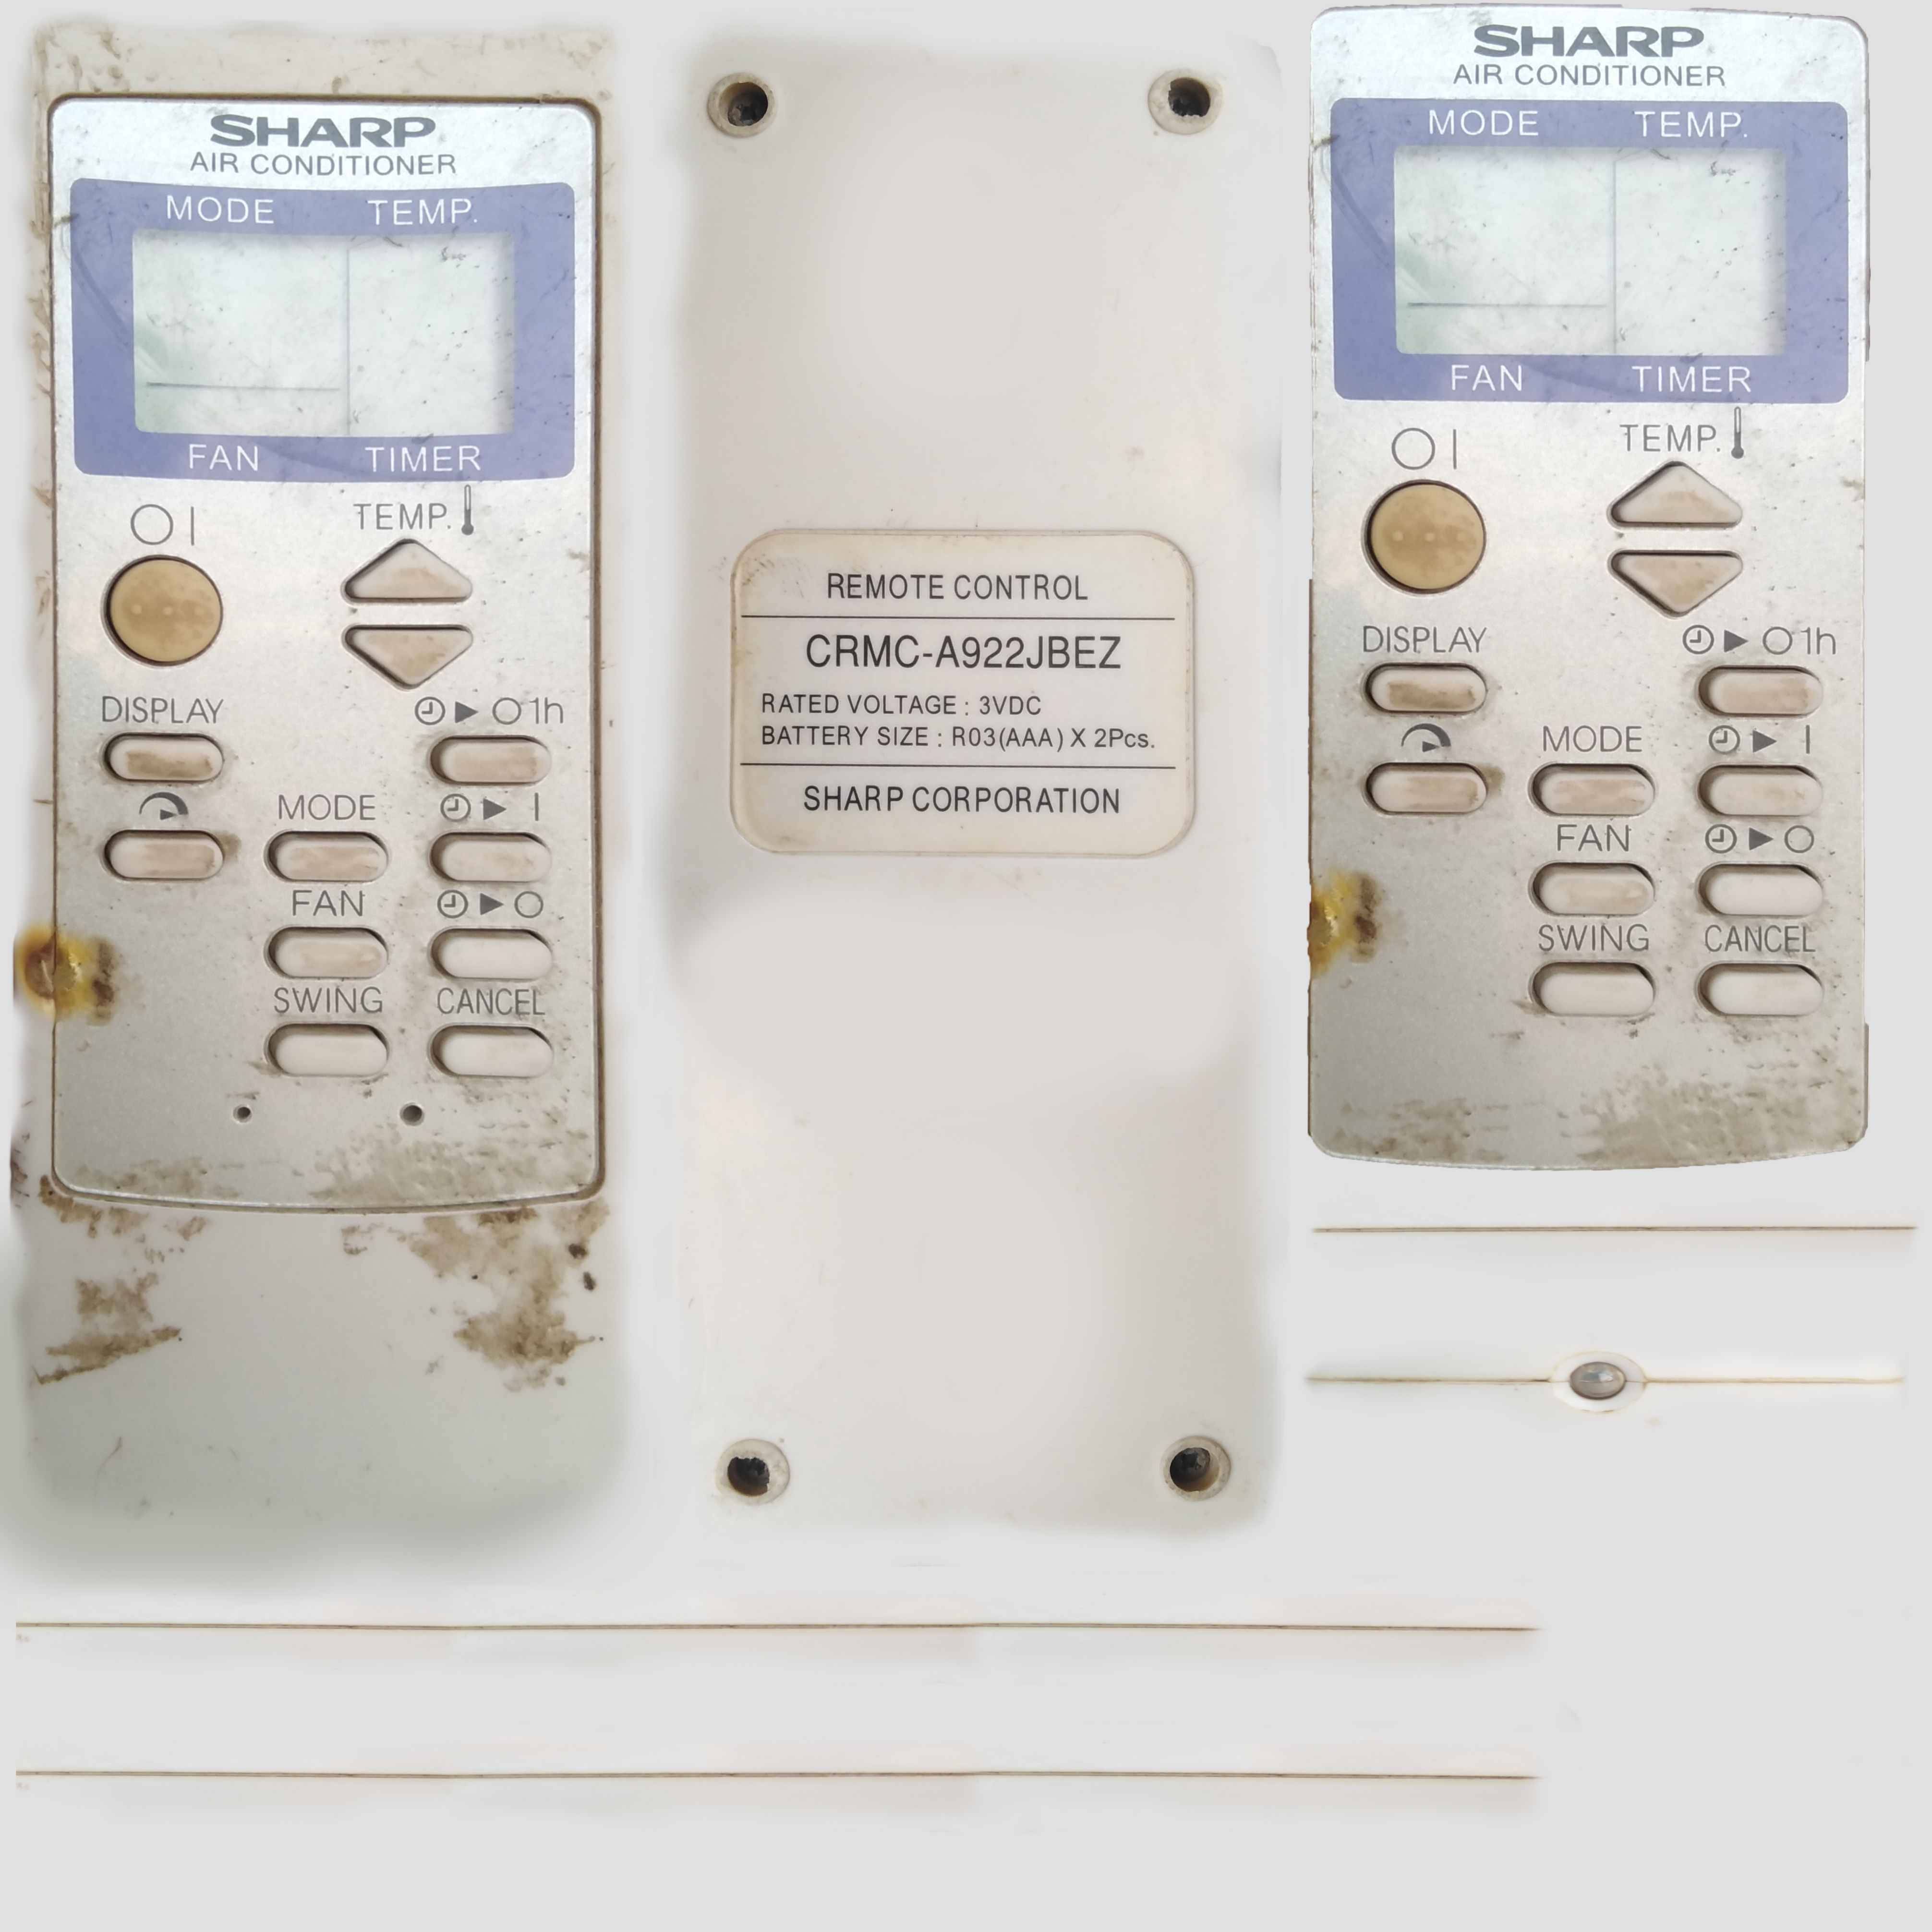 SHARP
AIR CONDITIONER
MODE TEMP.
FAN TIMER
TEMP.
DISPLAY 1h
MODE
FAN
SWING CANCEL
REMOTE CONTROL
CRMC-A922JBEZ
RATED VOLTAGE : 3VDC
BATTERY SIZE : R03(AAA) X 2Pcs.
SHARP CORPORATION
SHARP
AIR CONDITIONER
MODE TEMP.
FAN TIMER
TEMP.
DISPLAY 1h
MODE
FAN
SWING CANCEL